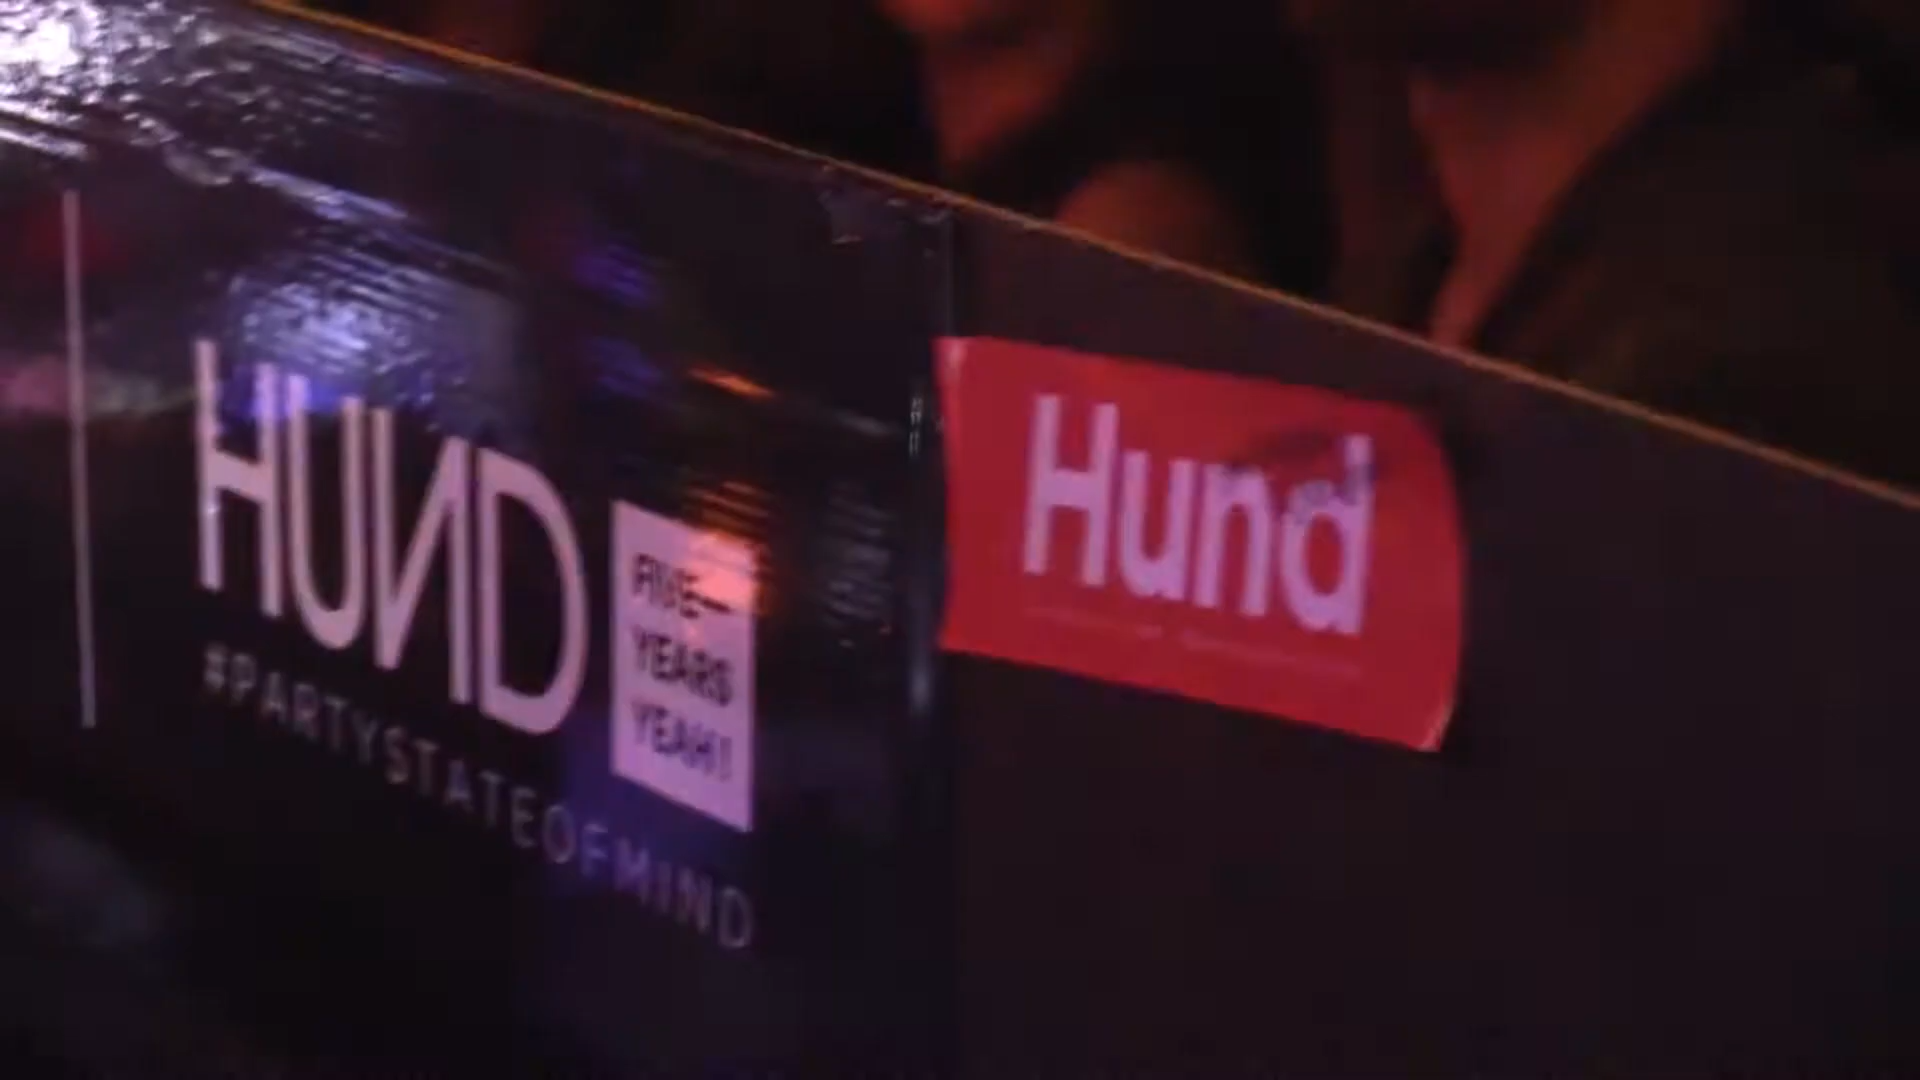 HUND
FIVE—
YEARS
YEAH!
#PARTYSTATEOFMIND
Hund